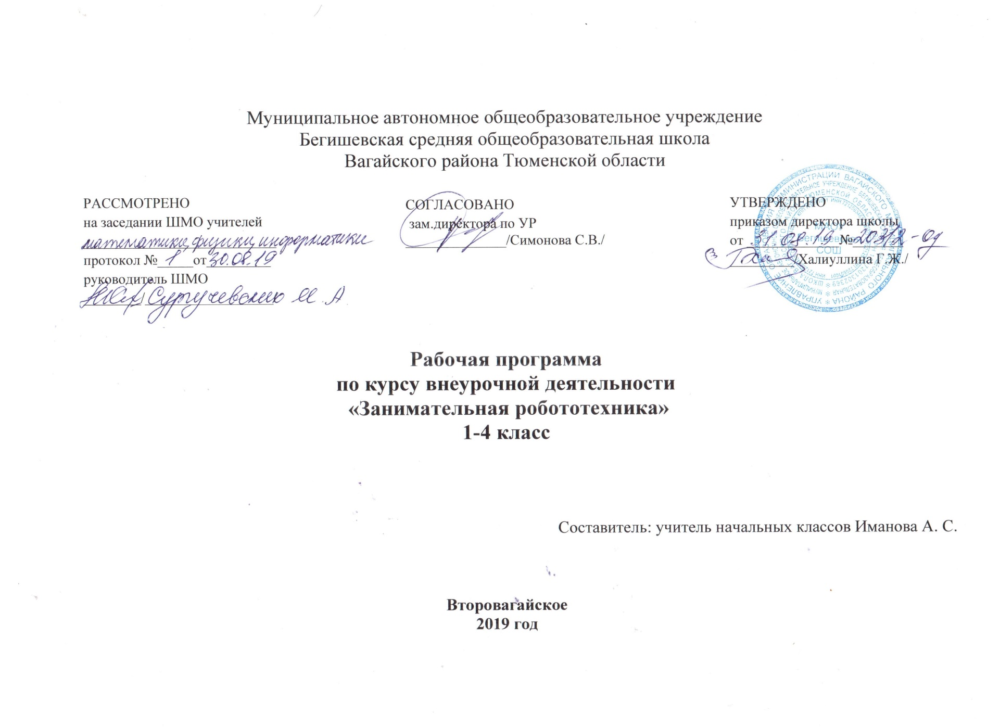 Муниципальное автономное общеобразовательное учреждение
Бегишевская средняя общеобразовательная школа
Вагайского района Тюменской области
РАССМОТРЕНО
на заседании ШМО учителей
математики, физики, информатики
протокол № 1 от 30.08.19
руководитель ШМО
СОГЛАСОВАНО
зам.директора по УР
/Симонова С.В./
УТВЕРЖДЕНО
приказом директора школы
от 31.08.19 № 203/2-од
/Халиуллина Г.Ж./
МАОУ
Бегишевская
СОШ
Рабочая программа
по курсу внеурочной деятельности
«Занимательная робототехника»
1-4 класс
Составитель: учитель начальных классов Иманова А. С.
Второвагайское
2019 год